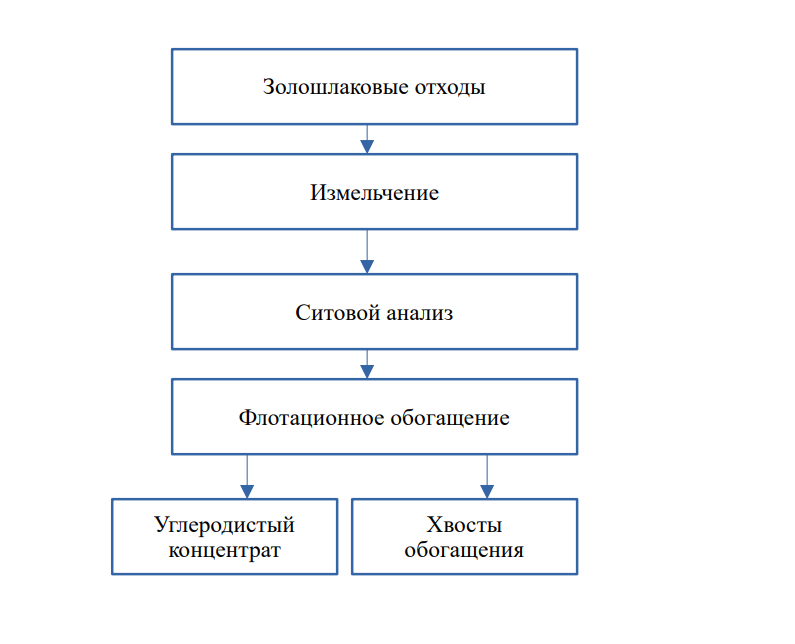 Золошлаковые отходы
Измельчение
Ситовой анализ
Флотационное обогащение
Углеродистый
концентрат
Хвосты
обогащения